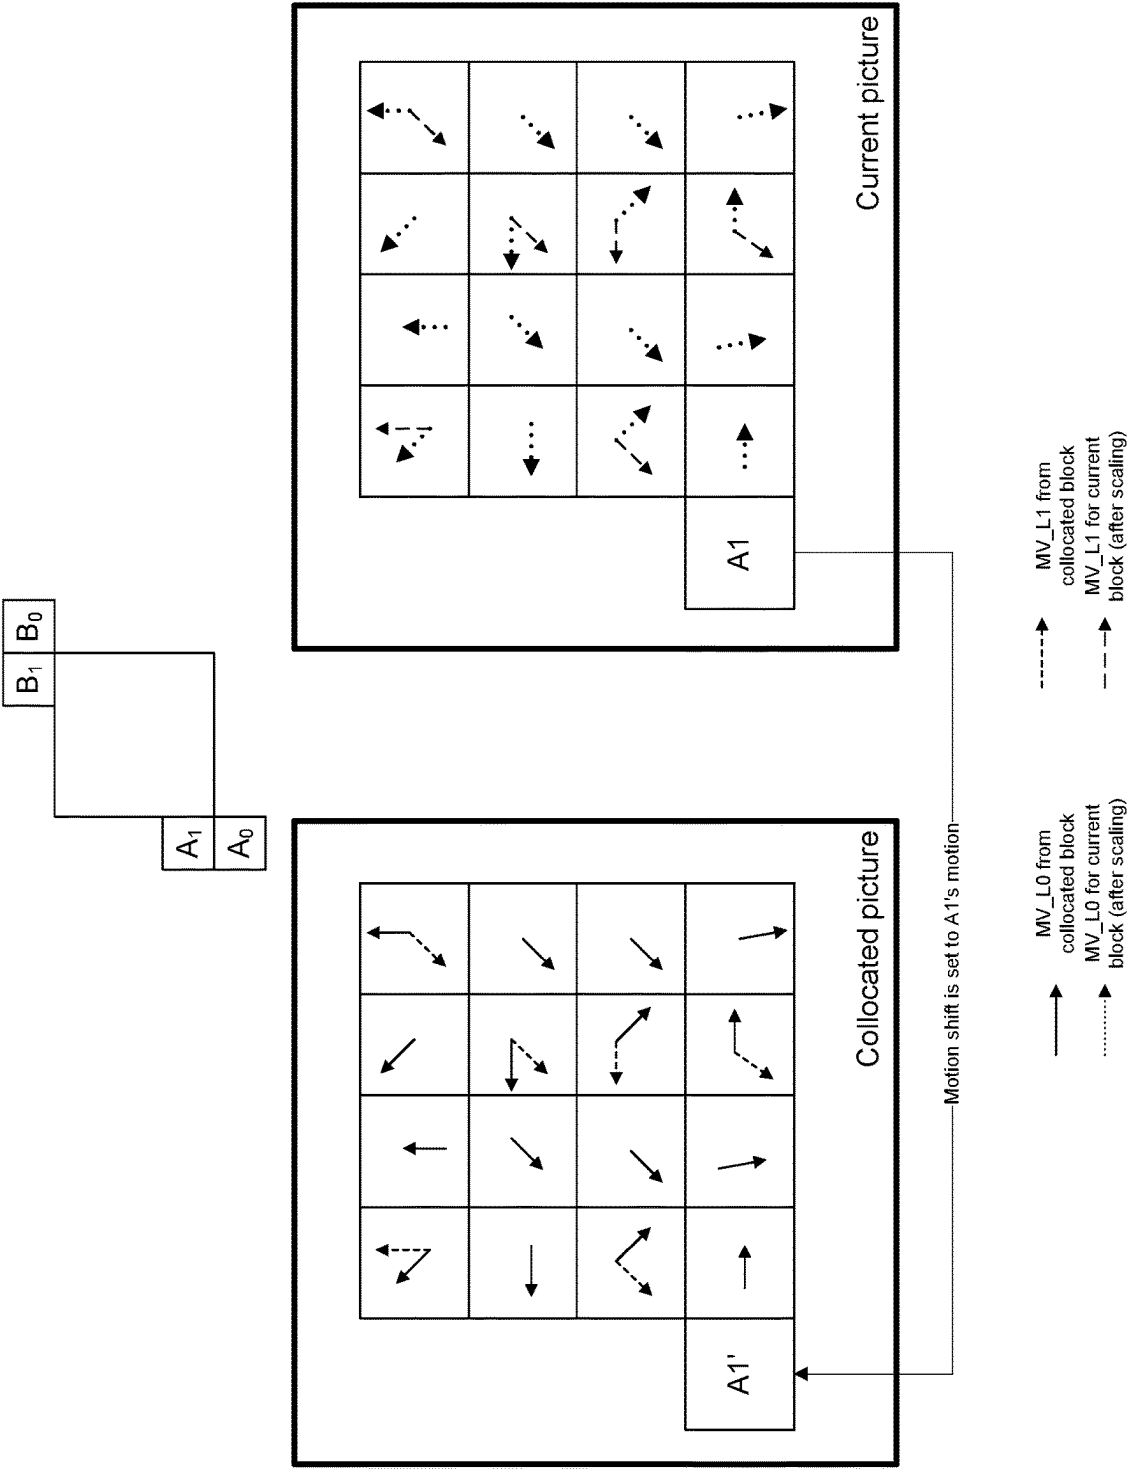 A₁
A₀
B₁
B₀
A1'
Collocated picture
A1
Current picture
Motion shift is set to A1's motion
MV_L0 from
collocated block
MV_L0 for current
block (after scaling)
MV_L1 from
collocated block
MV_L1 for current
block (after scaling)